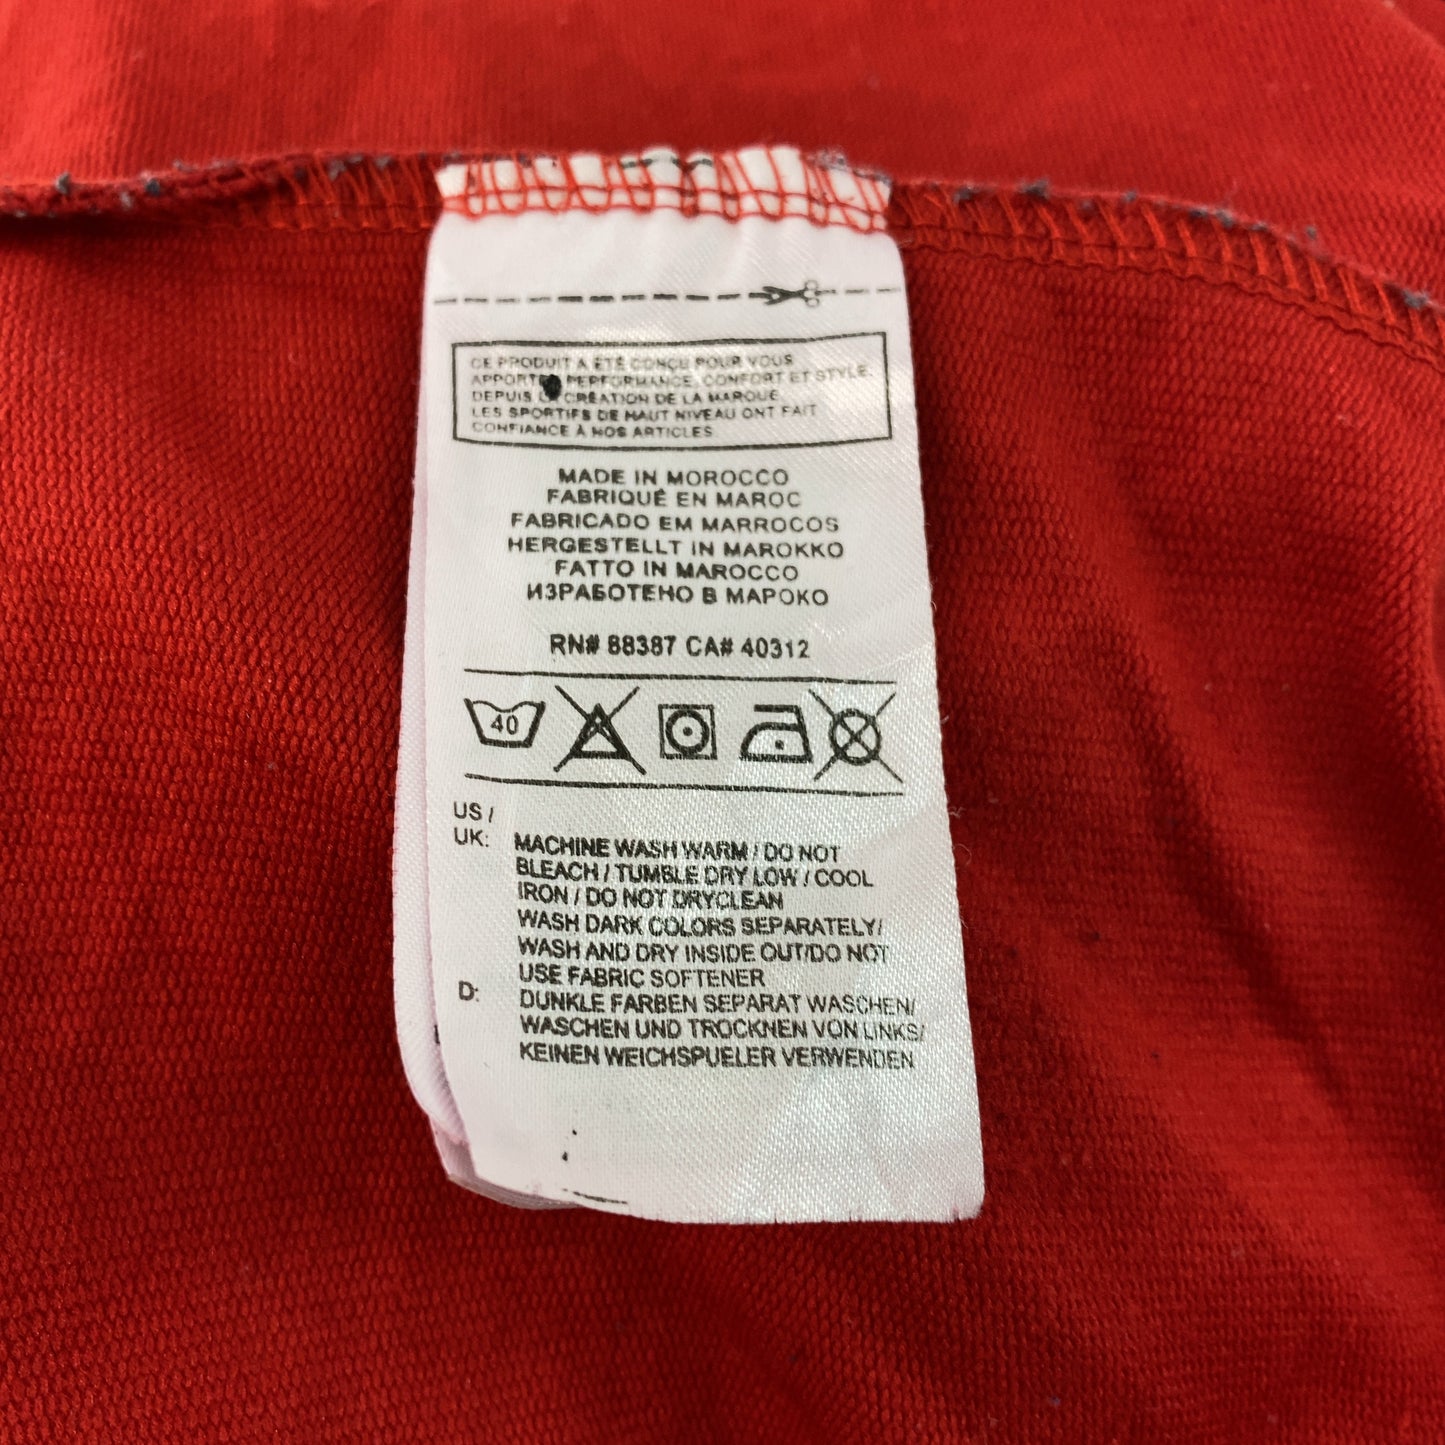 CE PRODUIT A ÉTÉ CONÇU POUR VOUS
APPORTER PERFORMANCE, CONFORT ET STYLE.
DEPUIS LA CRÉATION DE LA MARQUE,
LES SPORTIFS DE HAUT NIVEAU ONT FAIT
CONFIANCE À NOS ARTICLES
MADE IN MOROCCO
FABRIQUÉ EN MAROC
FABRICADO EM MARROCOS
HERGESTELLT IN MAROKKO
FATTO IN MAROCCO
ИЗРАБОТЕНО В МАРОКО
RN# 88387 CA# 40312
40
US /
UK: MACHINE WASH WARM / DO NOT
BLEACH / TUMBLE DRY LOW / COOL
IRON / DO NOT DRYCLEAN
WASH DARK COLORS SEPARATELY/
WASH AND DRY INSIDE OUT/DO NOT
USE FABRIC SOFTENER
D: DUNKLE FARBEN SEPARAT WASCHEN/
WASCHEN UND TROCKNEN VON LINKS/
KEINEN WEICHSPUELER VERWENDEN